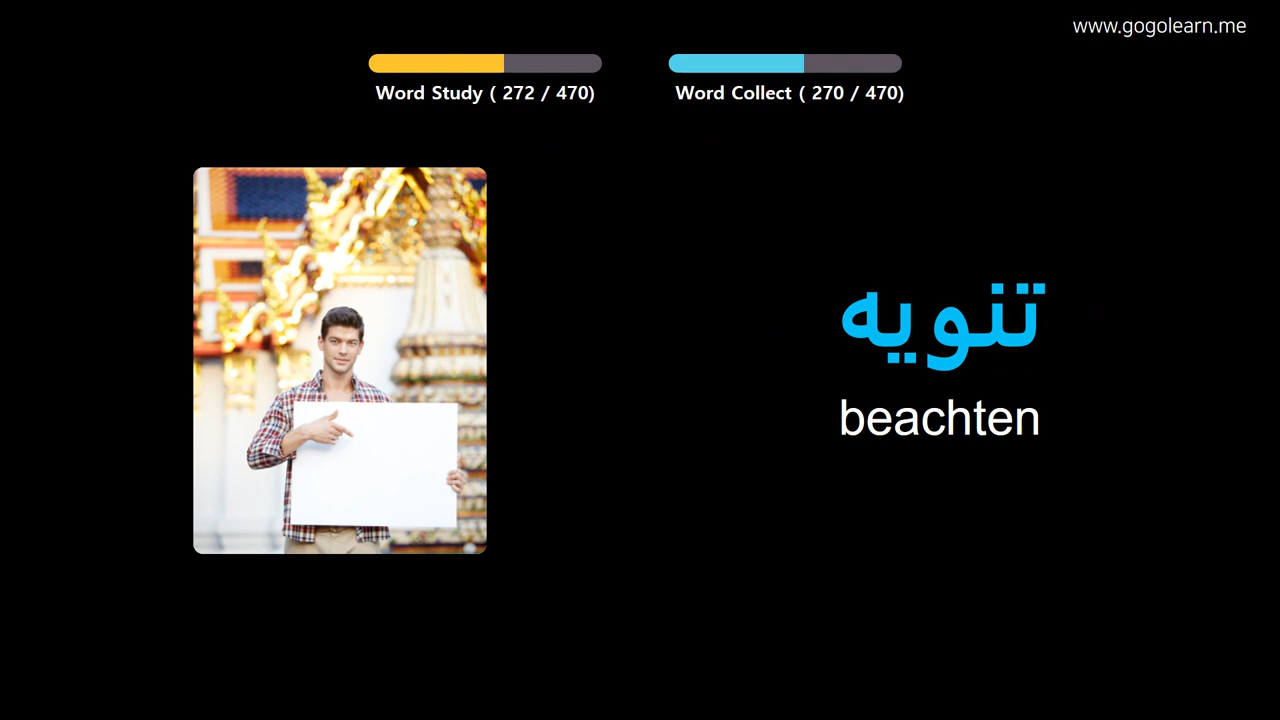 www.gogolearn.me
Word Study ( 272 / 470)
Word Collect ( 270 / 470)
تنويه
beachten